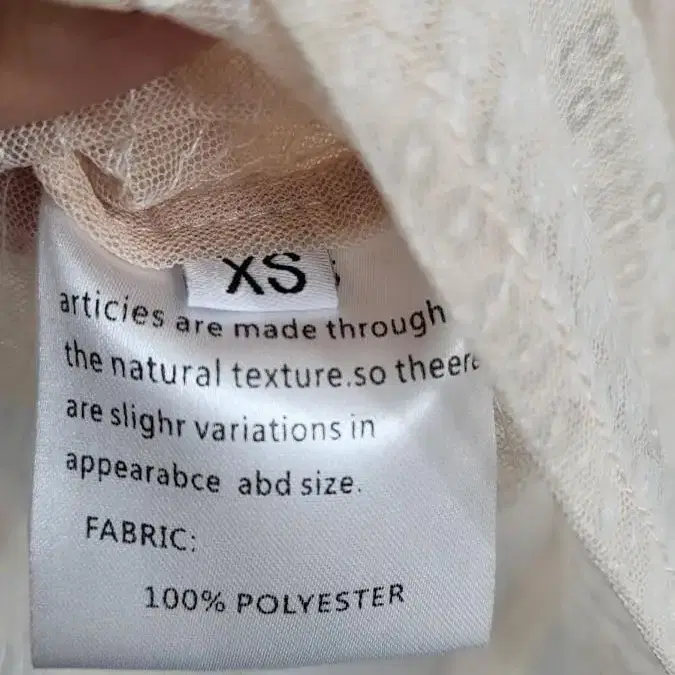 XS
articies are made through
the natural texture.so theere
are slighr variations in
appearabce abd size.
FABRIC:
100% POLYESTER